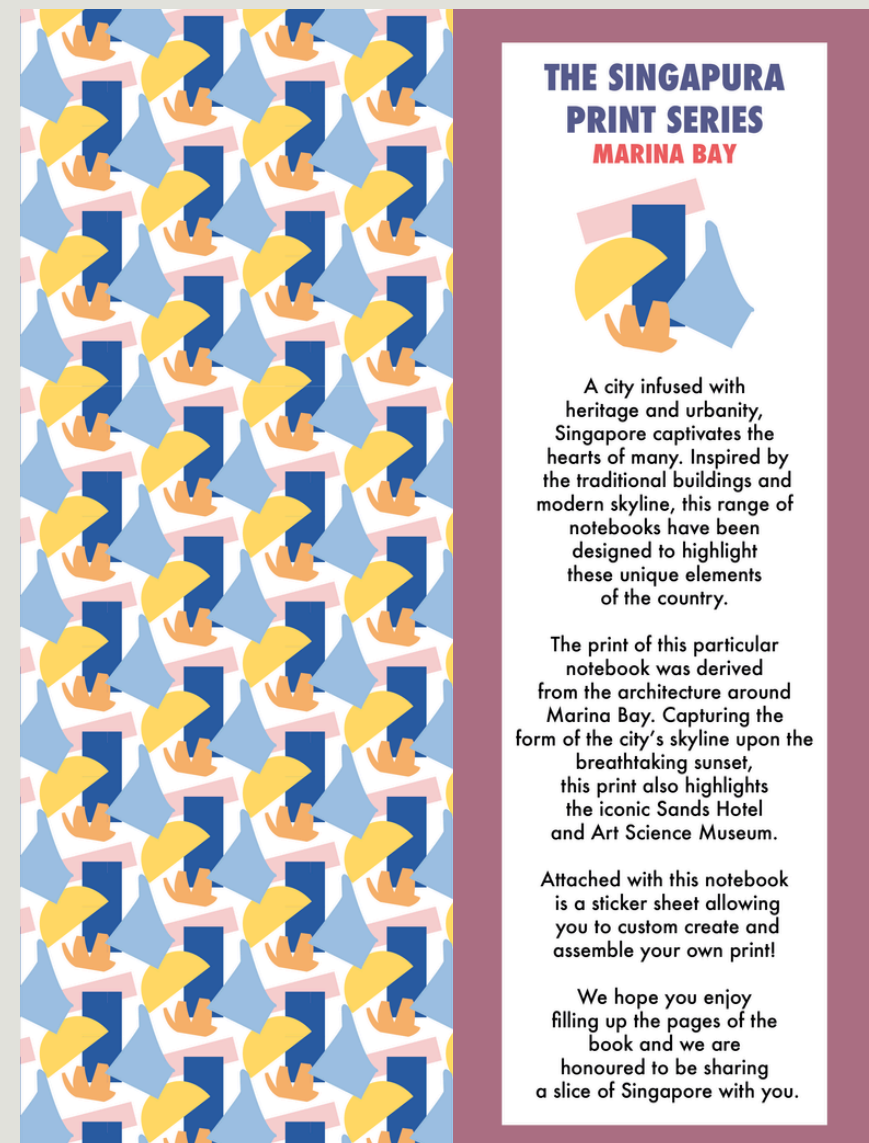 THE SINGAPURA
PRINT SERIES
MARINA BAY
A city infused with
heritage and urbanity,
Singapore captivates the
hearts of many. Inspired by
the traditional buildings and
modern skyline, this range of
notebooks have been
designed to highlight
these unique elements
of the country.
The print of this particular
notebook was derived
from the architecture around
Marina Bay. Capturing the
form of the city’s skyline upon the
breathtaking sunset,
this print also highlights
the iconic Sands Hotel
and Art Science Museum.
Attached with this notebook
is a sticker sheet allowing
you to custom create and
assemble your own print!
We hope you enjoy
filling up the pages of the
book and we are
honoured to be sharing
a slice of Singapore with you.